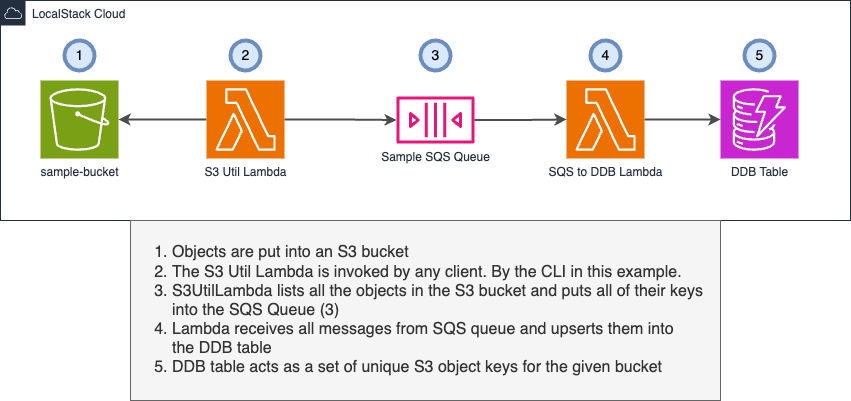 LocalStack Cloud
1
2
3
4
5
sample-bucket
S3 Util Lambda
Sample SQS Queue
SQS to DDB Lambda
DDB Table
1. Objects are put into an S3 bucket
2. The S3 Util Lambda is invoked by any client. By the CLI in this example.
3. S3UtilLambda lists all the objects in the S3 bucket and puts all of their keys
into the SQS Queue (3)
4. Lambda receives all messages from SQS queue and upserts them into
the DDB table
5. DDB table acts as a set of unique S3 object keys for the given bucket